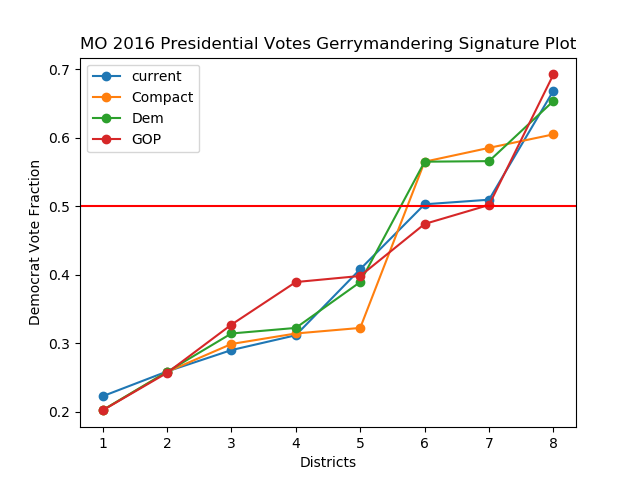 MO 2016 Presidential Votes Gerrymandering Signature Plot
current
Compact
Dem
GOP
0.7
0.6
0.5
0.4
0.3
0.2
Democrat Vote Fraction
1 2 3 4 5 6 7 8
Districts